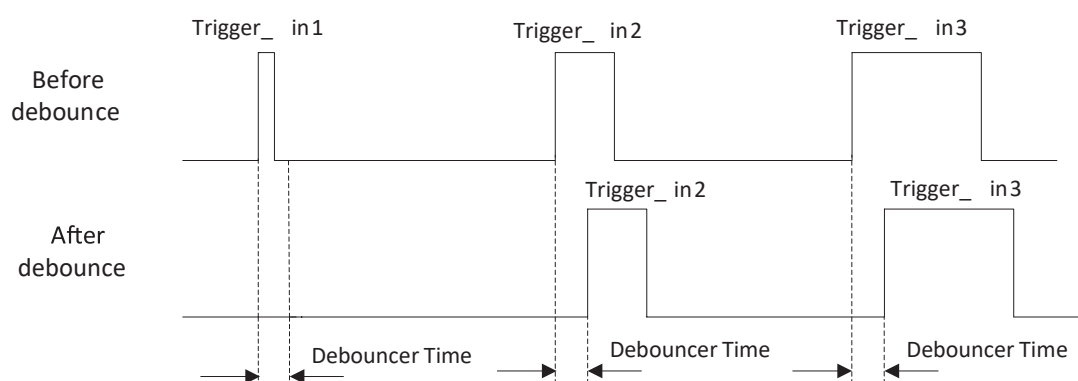 Trigger_ in1
Trigger_ in2
Trigger_ in3
Before
debounce
Trigger_ in2
Trigger_ in3
After
debounce
Debouncer Time
Debouncer Time
Debouncer Time